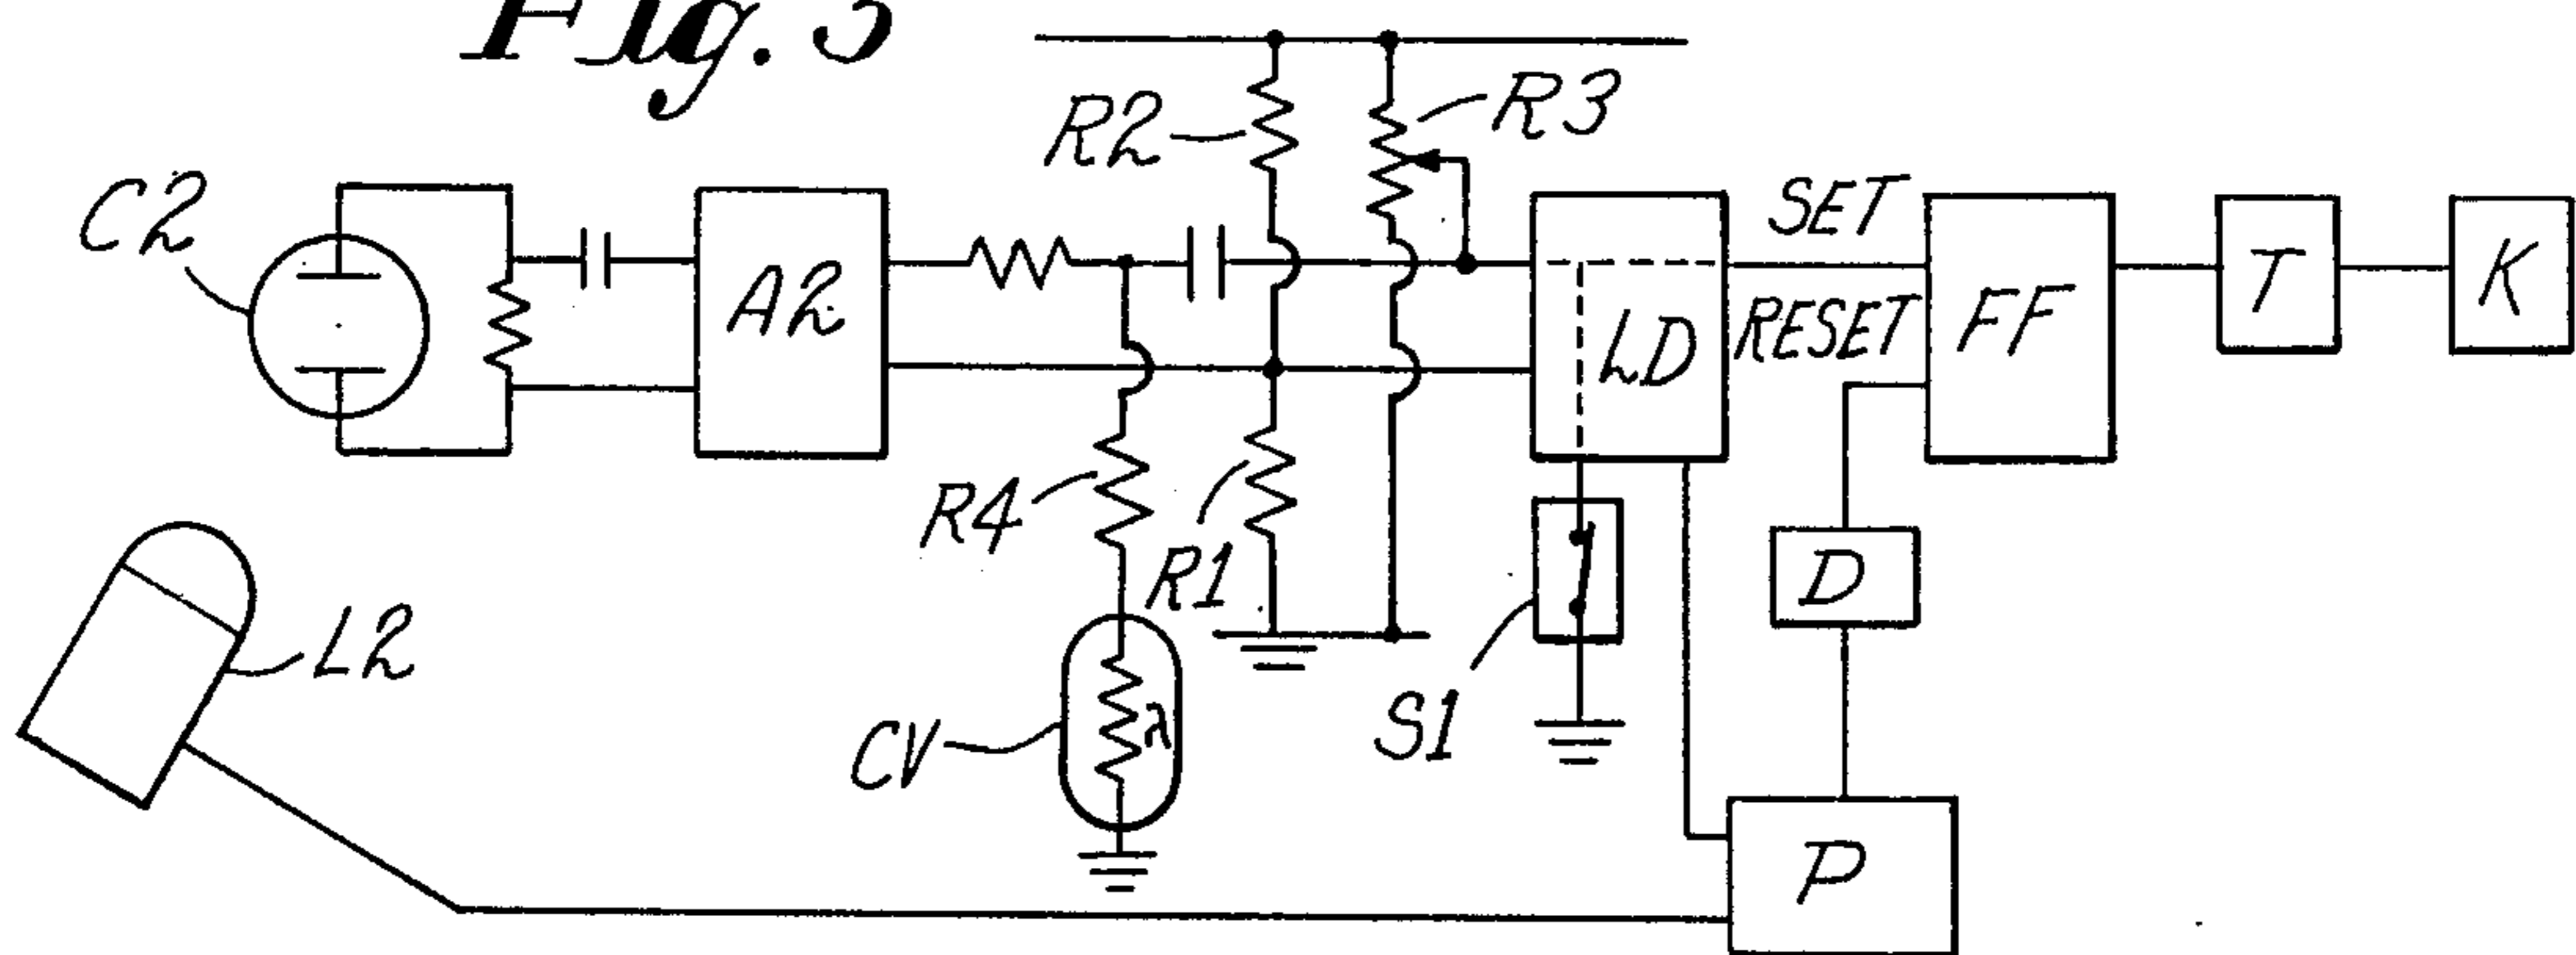 Fig. 3
R2
R3
C2
A2
LD
SET
RESET
FF
T
K
R4
R1
L2
CV
λ
S1
D
P